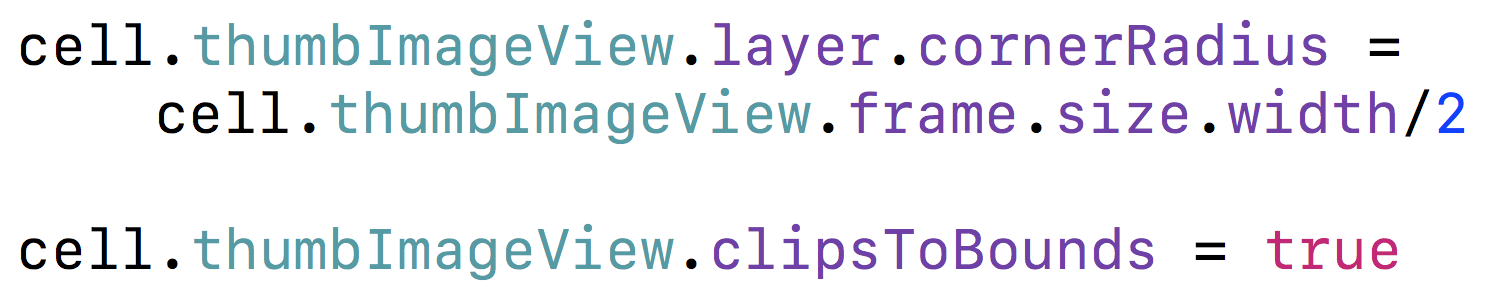 cell.thumbImageView.layer.cornerRadius =
    cell.thumbImageView.frame.size.width/2
cell.thumbImageView.clipsToBounds = true